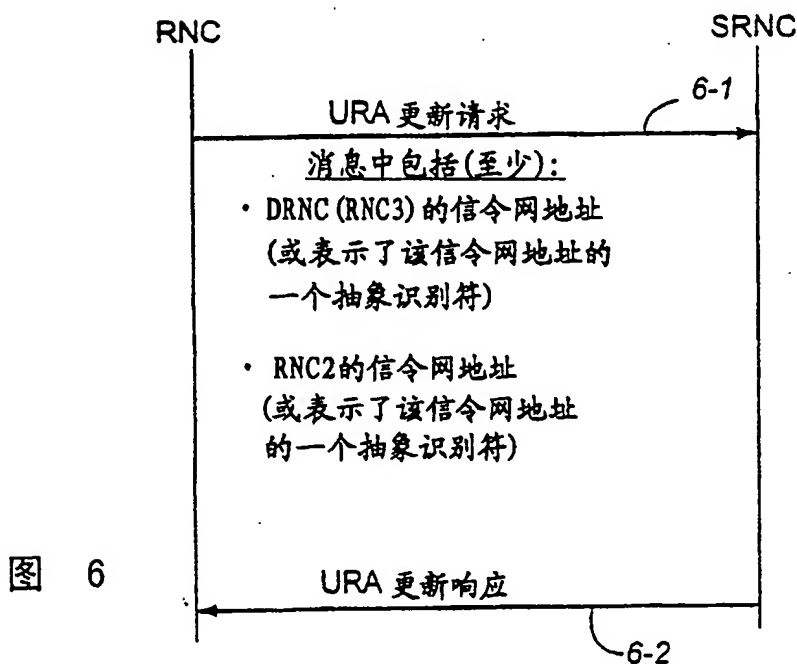 RNC
SRNC
6-1
URA 更新请求
消息中包括(至少):
· DRNC(RNC3)的信令网地址
(或表示了该信令网地址的
一个抽象识别符)
· RNC2的信令网地址
(或表示了该信令网地址
的一个抽象识别符)
图 6
URA 更新响应
6-2